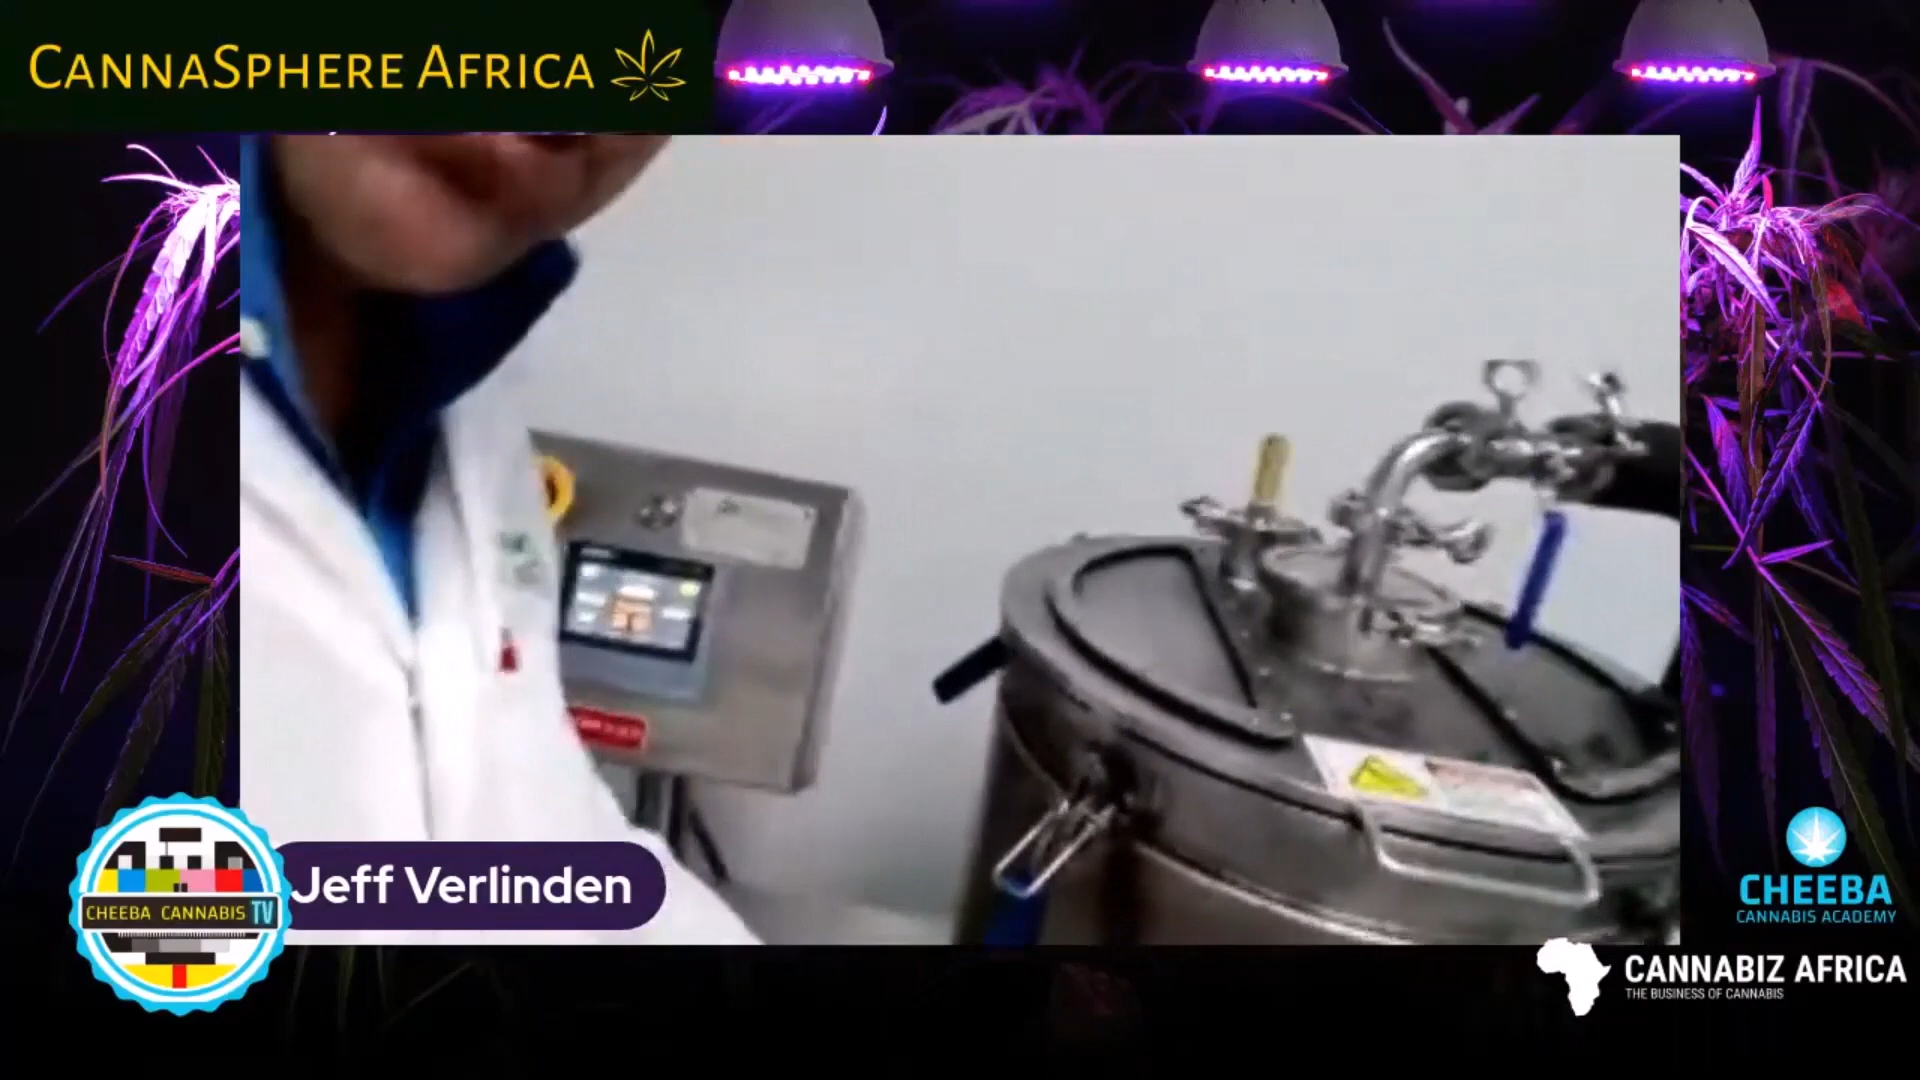 CANNASPHERE AFRICA
Jeff Verlinden
CHEEBA CANNABIS TV
CHEEBA
CANNABIS ACADEMY
CANNABIZ AFRICA
THE BUSINESS OF CANNABIS